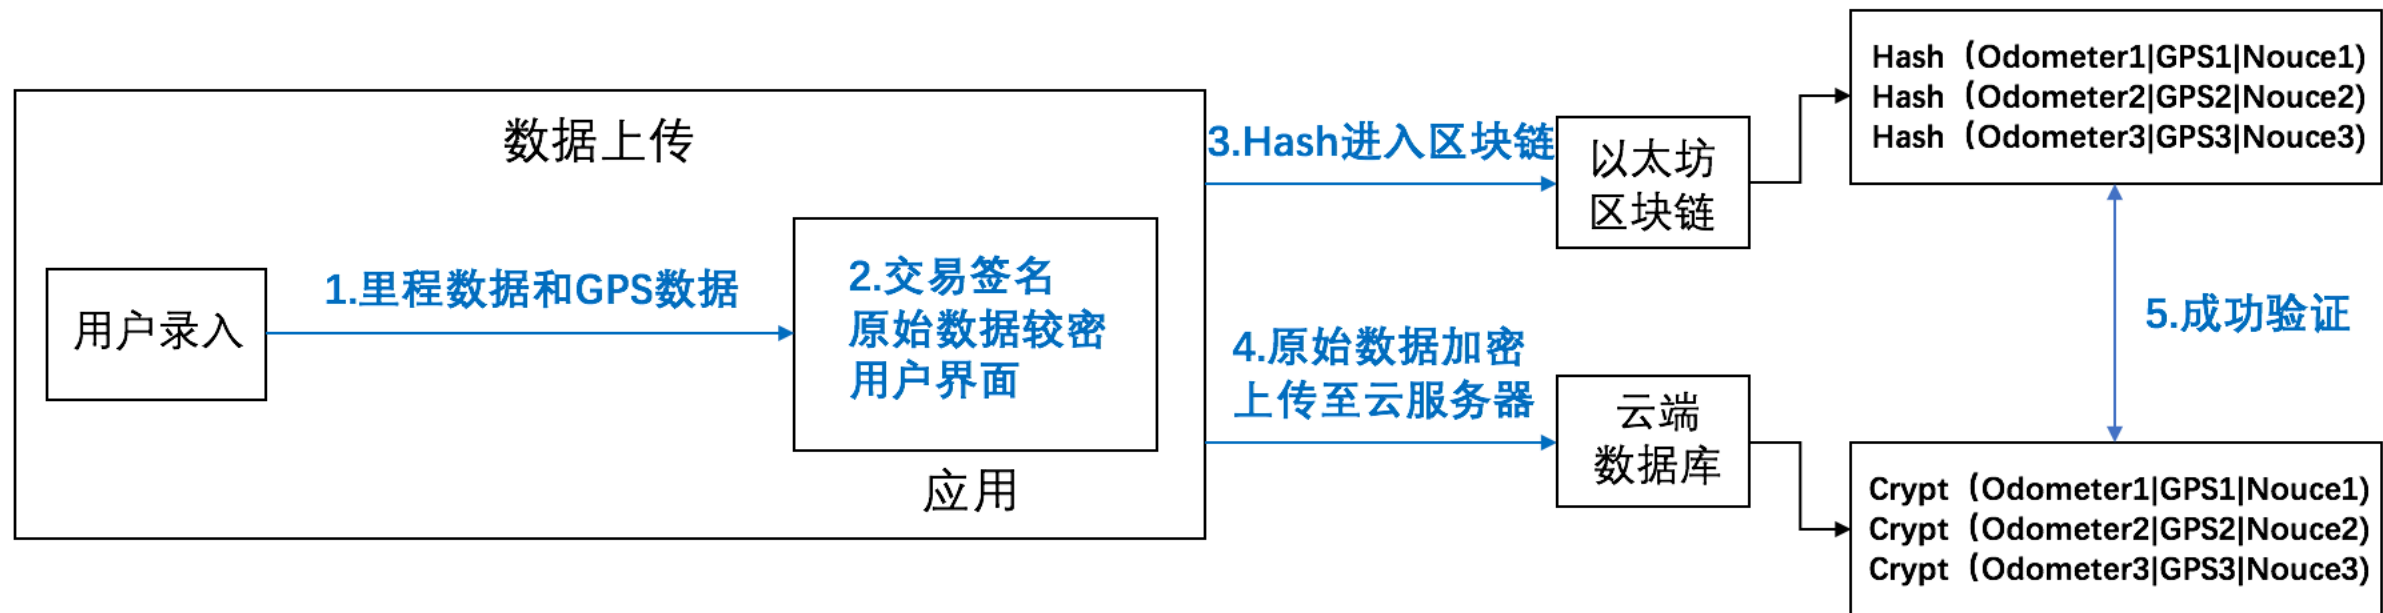 数据上传
用户录入
1.里程数据和GPS数据
2.交易签名
原始数据较密
用户界面
应用
3.Hash进入区块链
4.原始数据加密
上传至云服务器
以太坊
区块链
云端
数据库
Hash（Odometer1|GPS1|Nouce1)
Hash（Odometer2|GPS2|Nouce2)
Hash（Odometer3|GPS3|Nouce3)
5.成功验证
Crypt（Odometer1|GPS1|Nouce1)
Crypt（Odometer2|GPS2|Nouce2)
Crypt（Odometer3|GPS3|Nouce3)